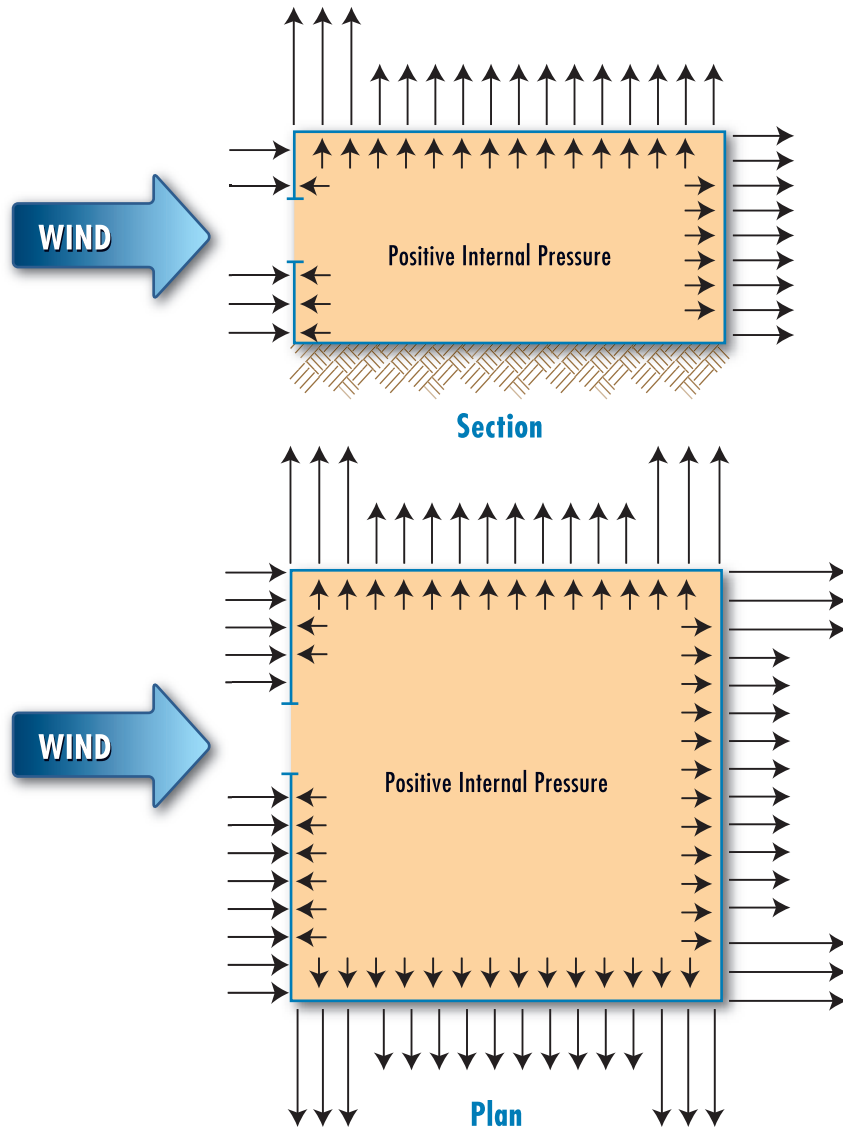 WIND
Positive Internal Pressure
Section
WIND
Positive Internal Pressure
Plan